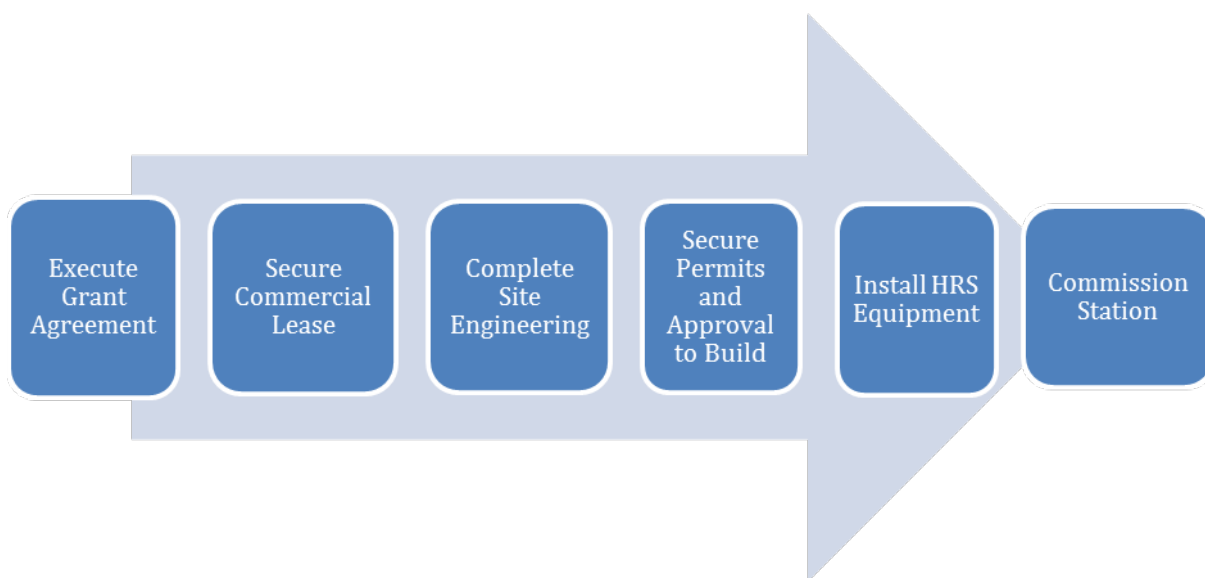 Execute
Grant
Agreement
Secure
Commercial
Lease
Complete
Site
Engineering
Secure
Permits
and
Approval
to Build
Install HRS
Equipment
Commission
Station